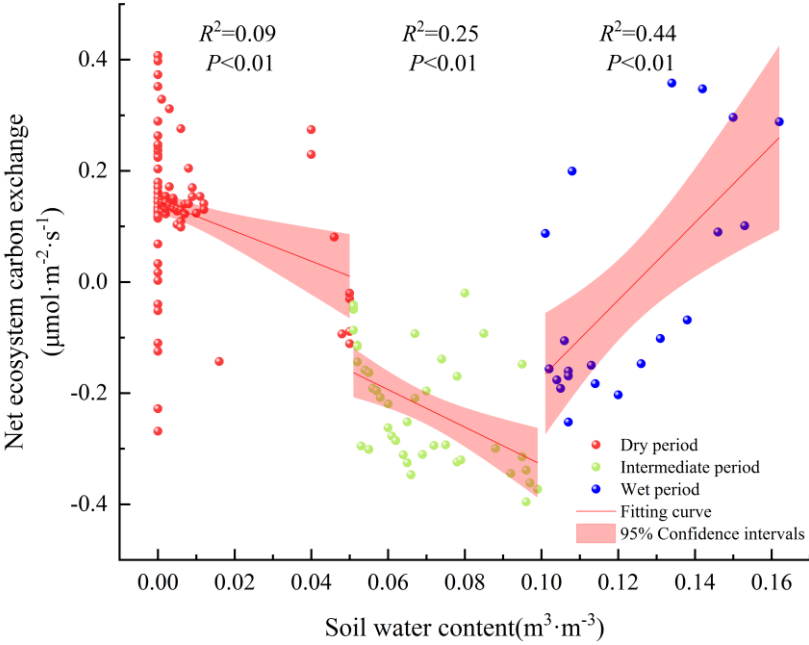 R²=0.09 R²=0.25 R²=0.44
P<0.01 P<0.01 P<0.01
Net ecosystem carbon exchange
(μmol·m⁻²·s⁻¹)
0.4
0.2
0.0
-0.2
-0.4
Dry period
Intermediate period
Wet period
Fitting curve
95% Confidence intervals
0.00 0.02 0.04 0.06 0.08 0.10 0.12 0.14 0.16
Soil water content(m³·m⁻³)